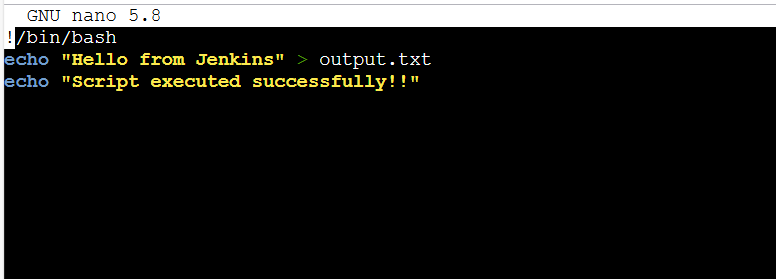 GNU nano 5.8
!/bin/bash
echo "Hello from Jenkins" > output.txt
echo "Script executed successfully!!"